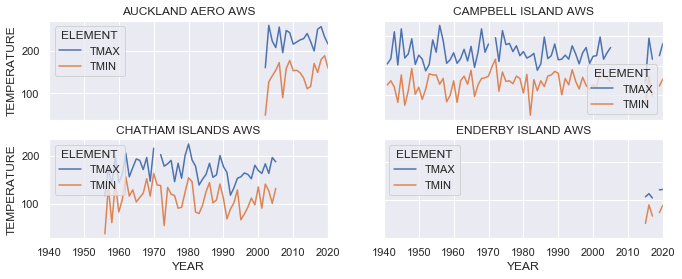 AUCKLAND AERO AWS
CAMPBELL ISLAND AWS
TEMPERATURE
200
100
ELEMENT
TMAX
TMIN
ELEMENT
TMAX
TMIN
CHATHAM ISLANDS AWS
ENDERBY ISLAND AWS
TEMPERATURE
200
100
ELEMENT
TMAX
TMIN
ELEMENT
TMAX
TMIN
1940 1950 1960 1970 1980 1990 2000 2010 2020
1940 1950 1960 1970 1980 1990 2000 2010 2020
YEAR
YEAR